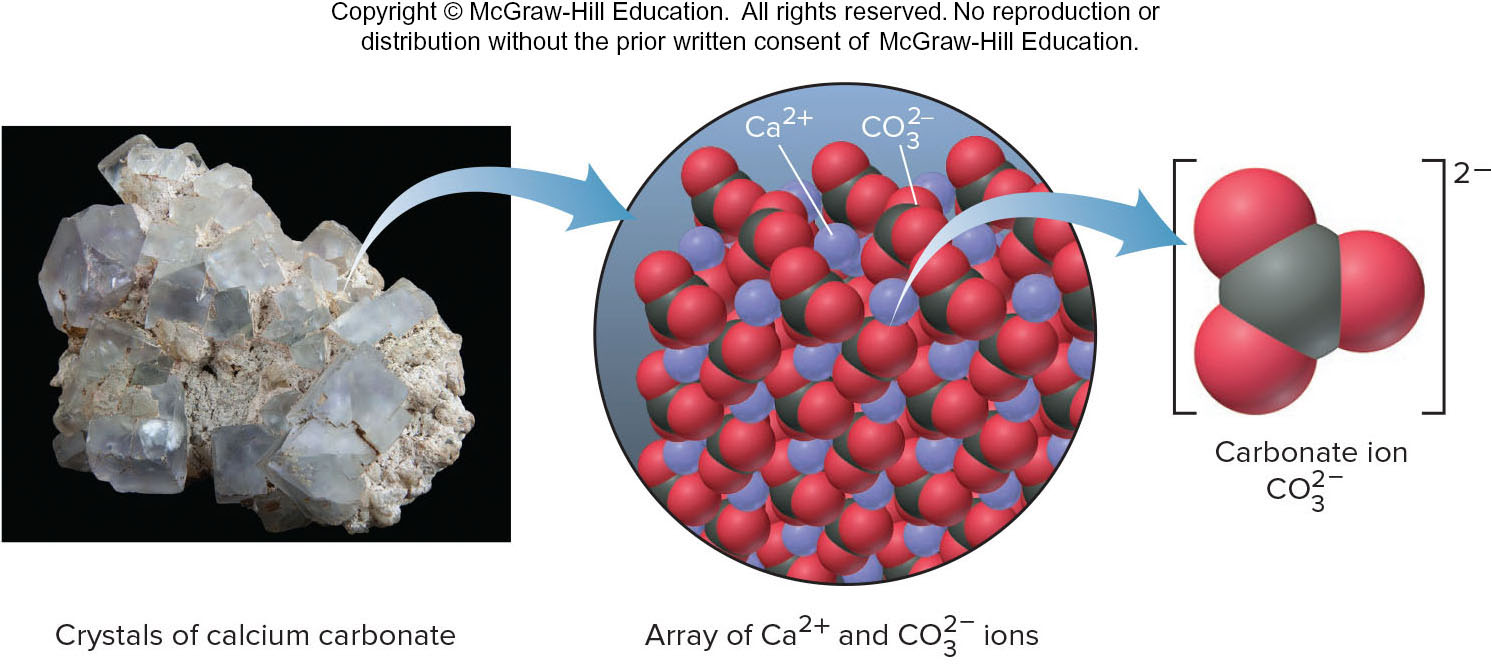 Copyright © McGraw-Hill Education. All rights reserved. No reproduction or
distribution without the prior written consent of McGraw-Hill Education.
Ca²⁺
CO₃²⁻
2−
Carbonate ion
CO₃²⁻
Crystals of calcium carbonate
Array of Ca²⁺ and CO₃²⁻ ions